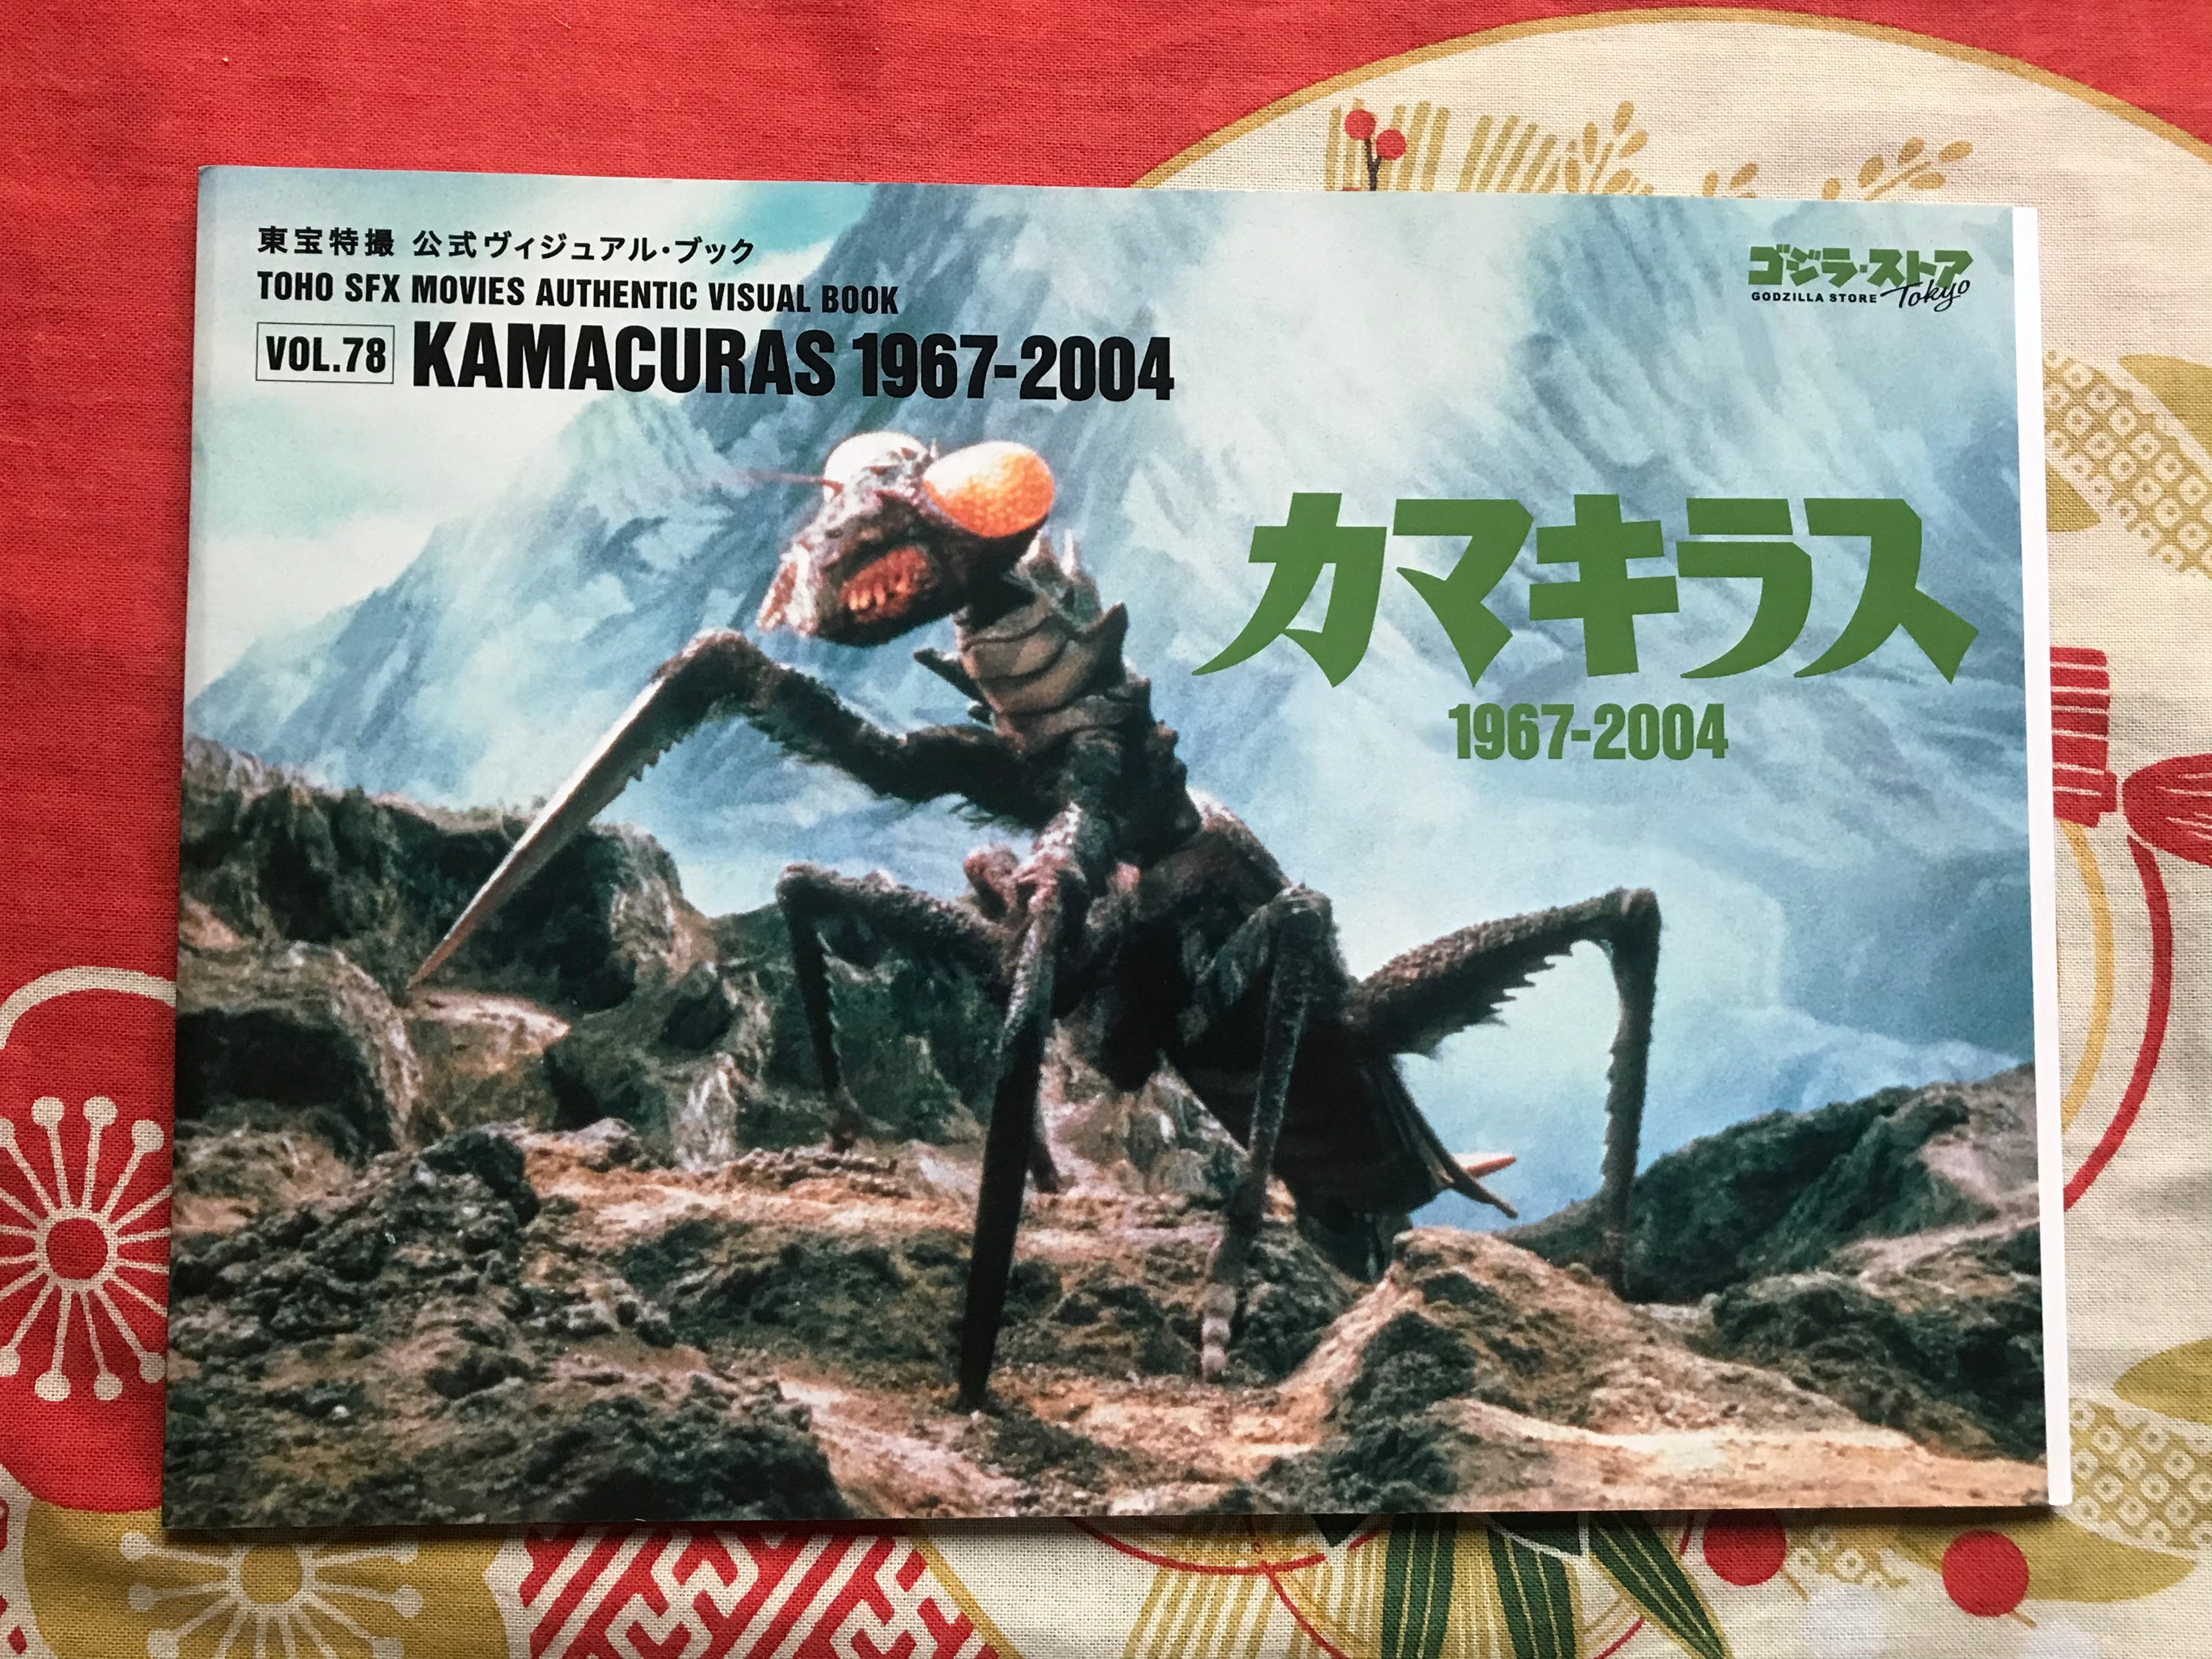 東宝特撮 公式ヴィジュアル・ブック
TOHO SFX MOVIES AUTHENTIC VISUAL BOOK
VOL.78 KAMACURAS 1967-2004
ゴジラ・ストア
GODZILLA STORE Tokyo
カマキラス
1967-2004